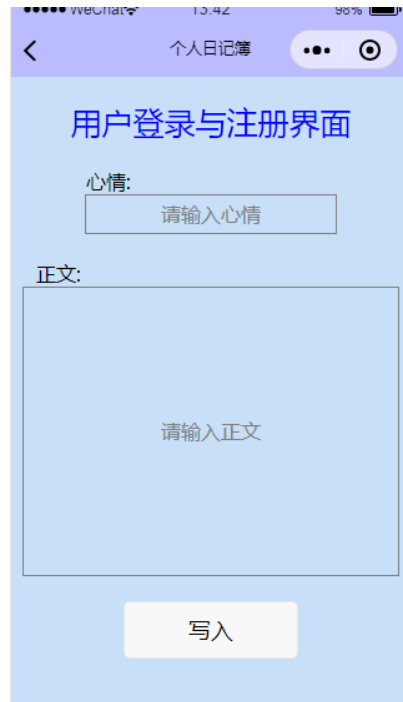 WeChat 13:42 98%
个人日记簿
用户登录与注册界面
心情:
请输入心情
正文:
请输入正文
写入